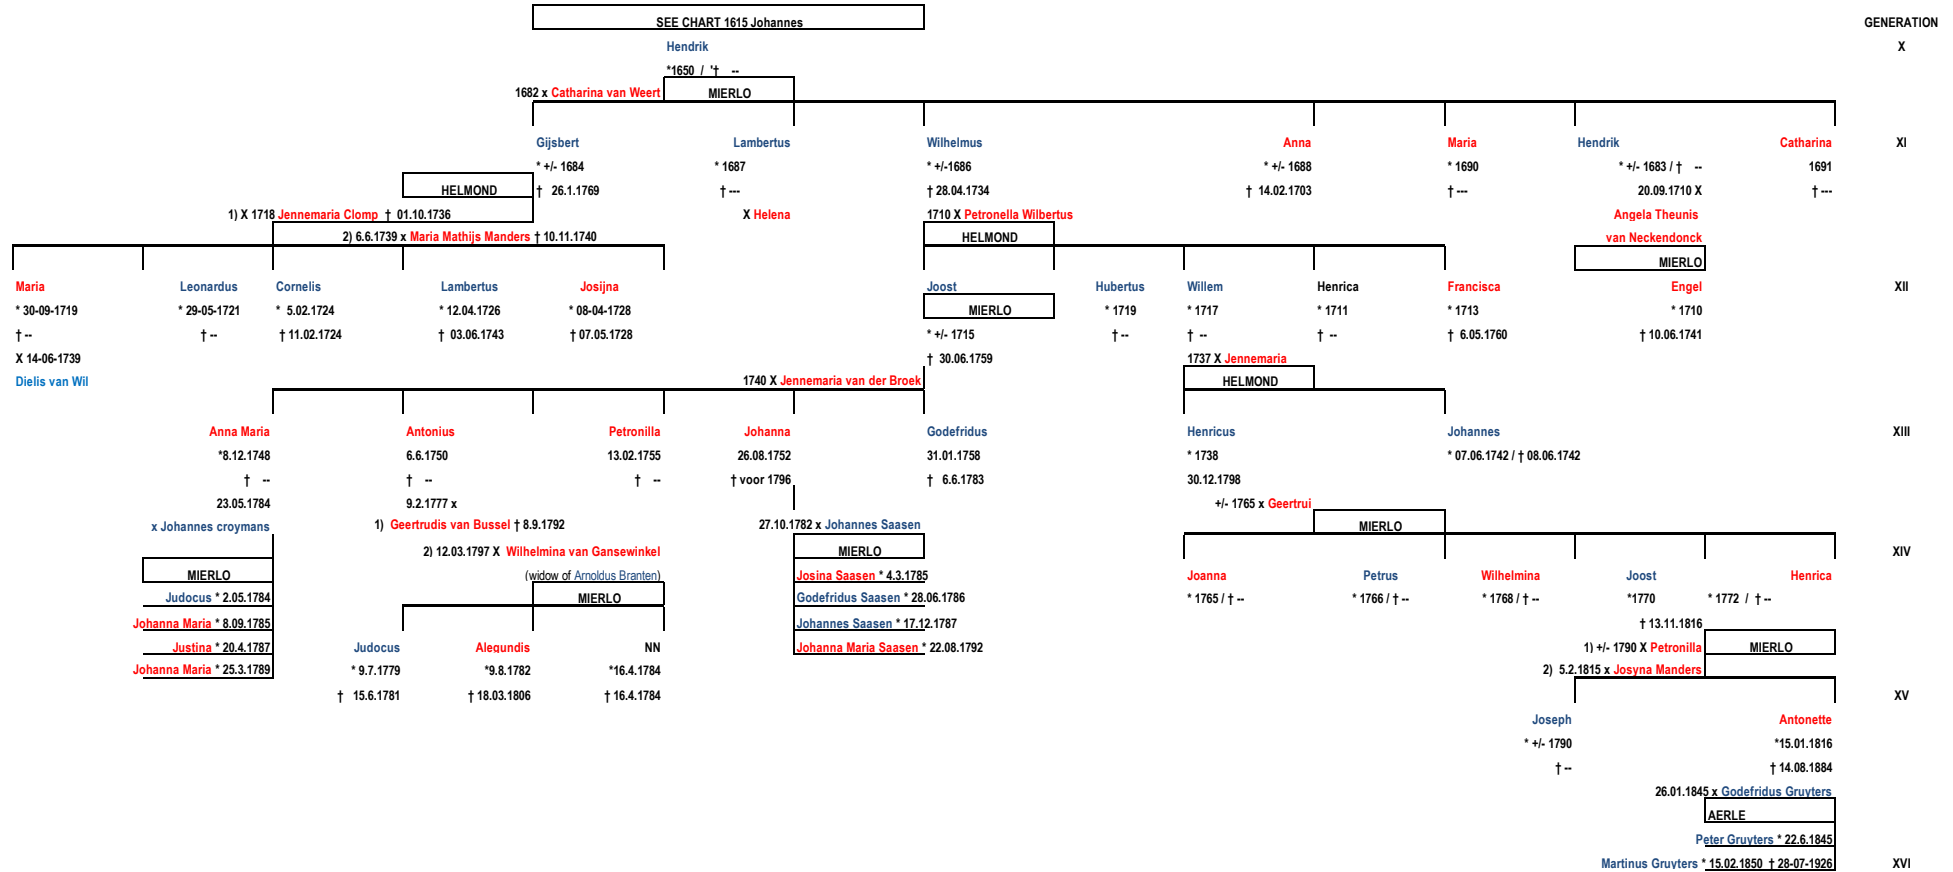 SEE CHART 1615 Johannes
GENERATION
Hendrik
X
*1650 / '† --
1682 x Catharina van Weert
MIERLO
Gijsbert Lambertus Wilhelmus Anna Maria Hendrik Catharina XI
* +/- 1684 * 1687 * +/-1686 * +/- 1688 * 1690 * +/- 1683 / † -- 1691
HELMOND † 26.1.1769 † --- † 28.04.1734 † 14.02.1703 † --- 20.09.1710 X † ---
1) X 1718 Jennemaria Clomp † 01.10.1736 X Helena 1710 X Petronella Wilbertus Angela Theunis
2) 6.6.1739 x Maria Mathijs Manders † 10.11.1740 HELMOND van Neckendonck
MIERLO
Maria Leonardus Cornelis Lambertus Josijna Joost Hubertus Willem Henrica Francisca Engel XII
* 30-09-1719 * 29-05-1721 * 5.02.1724 * 12.04.1726 * 08-04-1728 MIERLO * 1719 * 1717 * 1711 * 1713 * 1710
† -- † -- † 11.02.1724 † 03.06.1743 † 07.05.1728 * +/- 1715 † -- † -- † -- † 6.05.1760 † 10.06.1741
X 14-06-1739 † 30.06.1759 1737 X Jennemaria
Dielis van Wil 1740 X Jennemaria van der Broek HELMOND
Anna Maria Antonius Petronilla Johanna Godefridus Henricus Johannes XIII
*8.12.1748 6.6.1750 13.02.1755 26.08.1752 31.01.1758 * 1738 * 07.06.1742 / † 08.06.1742
† -- † -- † -- † voor 1796 † 6.6.1783 30.12.1798
23.05.1784 9.2.1777 x +/- 1765 x Geertrui
x Johannes croymans 1) Geertrudis van Bussel † 8.9.1792 27.10.1782 x Johannes Saasen MIERLO
2) 12.03.1797 X Wilhelmina van Gansewinkel MIERLO XIV
MIERLO (widow of Arnoldus Branten) Josina Saasen * 4.3.1785 Joanna Petrus Wilhelmina Joost Henrica
Judocus * 2.05.1784 MIERLO Godefridus Saasen * 28.06.1786 * 1765 / † -- * 1766 / † -- * 1768 / † -- *1770 * 1772 / † --
Johanna Maria * 8.09.1785 Johannes Saasen * 17.12.1787 † 13.11.1816
Justina * 20.4.1787 Judocus Alegundis NN Johanna Maria Saasen * 22.08.1792 1) +/- 1790 X Petronilla MIERLO
Johanna Maria * 25.3.1789 * 9.7.1779 *9.8.1782 *16.4.1784 2) 5.2.1815 x Josyna Manders
† 15.6.1781 † 18.03.1806 † 16.4.1784 XV
Joseph Antonette
* +/- 1790 *15.01.1816
† -- † 14.08.1884
26.01.1845 x Godefridus Gruyters
AERLE
Peter Gruyters * 22.6.1845
Martinus Gruyters * 15.02.1850 † 28-07-1926 XVI